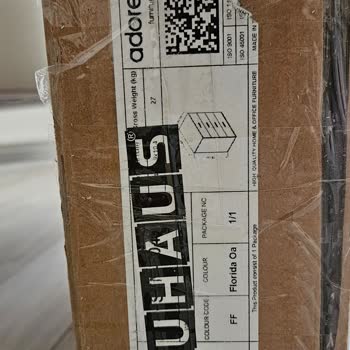 adore
furniture
ISO 9001
ISO 45001
Gross Weight (kg)
27
MADE IN
HIGH QUALITY HOME & OFFICE FURNITURE
UHAUS®
PACKAGE NO
1/1
COLOUR
Florida Oa
COLOUR CODE
FF
This Product consist of 1 Package